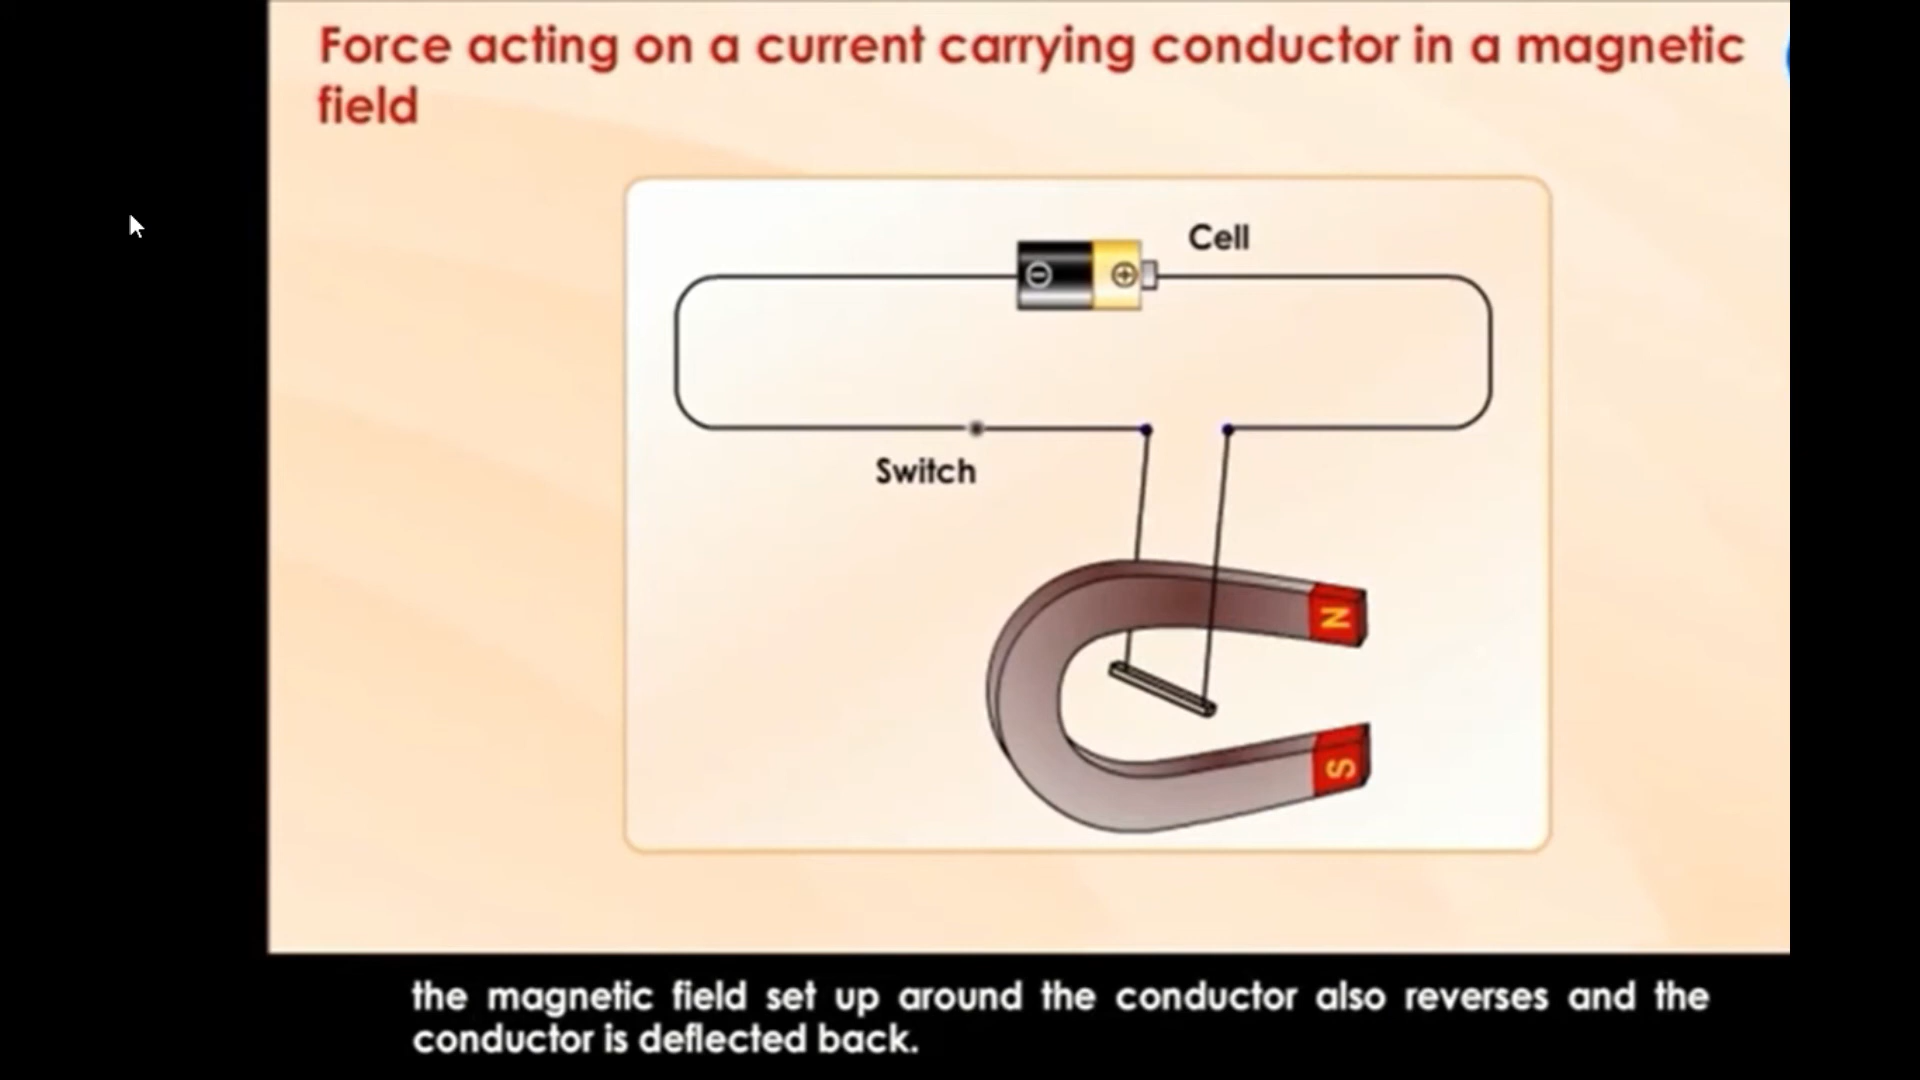 Force acting on a current carrying conductor in a magnetic
field
Cell
⊖ ⊕
Switch
N
S
the magnetic field set up around the conductor also reverses and the
conductor is deflected back.